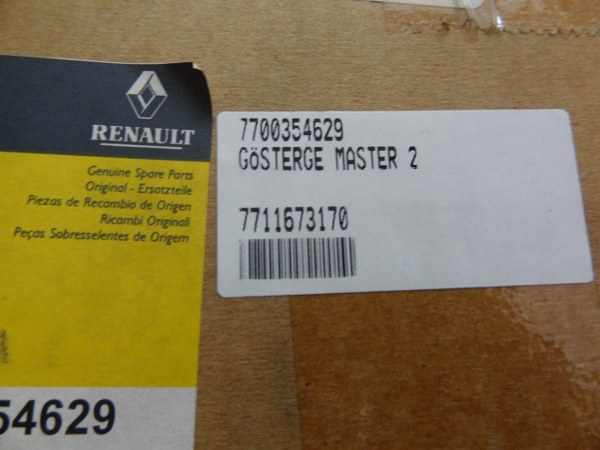 RENAULT
Genuine Spare Parts
Original - Ersatzteile
Piezas de Recambio de Origen
Ricambi Originali
Peças Sobresselentes de Origem
54629
7700354629
GÖSTERGE MASTER 2
7711673170